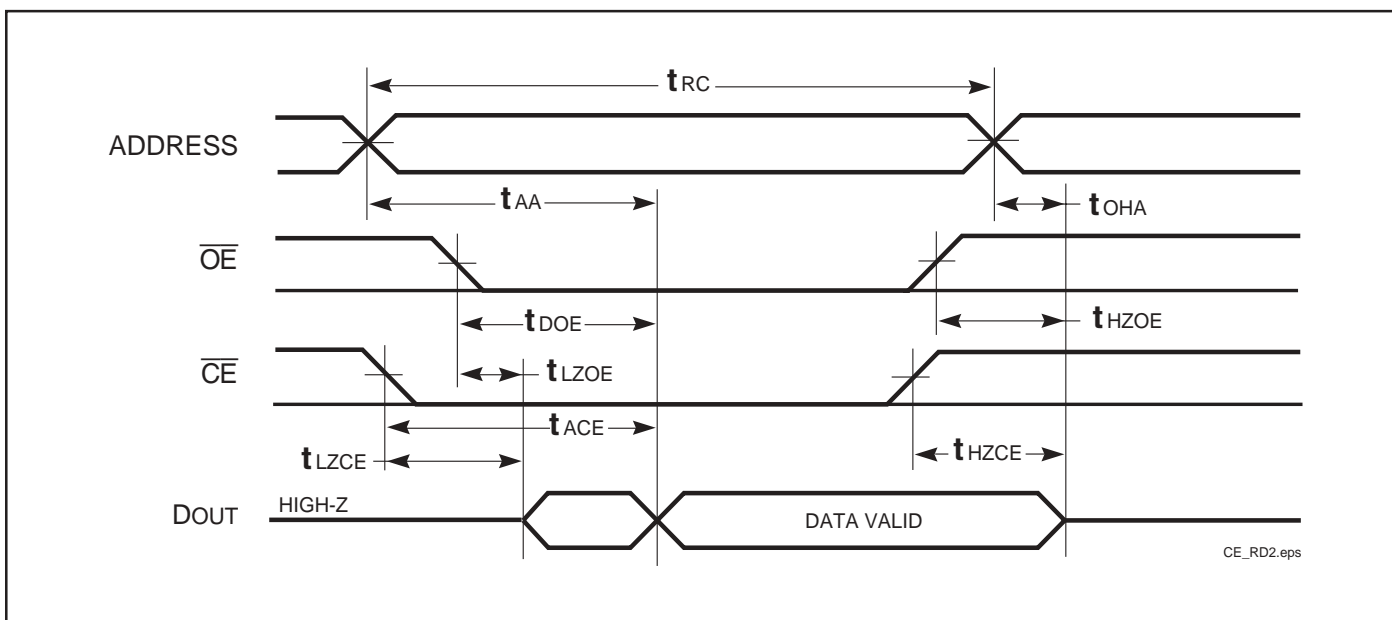 tRC
ADDRESS
tAA
tOHA
OE
tDOE
tHZOE
CE
tLZOE
tACE
tLZCE
tHZCE
DOUT
HIGH-Z
DATA VALID
CE_RD2.eps